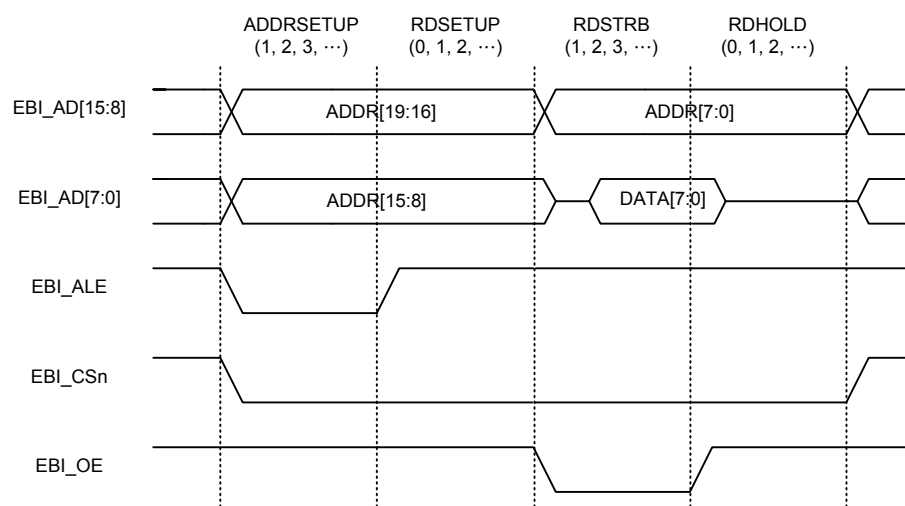 ADDRSETUP RDSETUP RDSTRB RDHOLD
(1, 2, 3, ⋯) (0, 1, 2, ⋯) (1, 2, 3, ⋯) (0, 1, 2, ⋯)
EBI_AD[15:8] ADDR[19:16] ADDR[7:0]
EBI_AD[7:0] ADDR[15:8] DATA[7:0]
EBI_ALE
EBI_CSn
EBI_OE